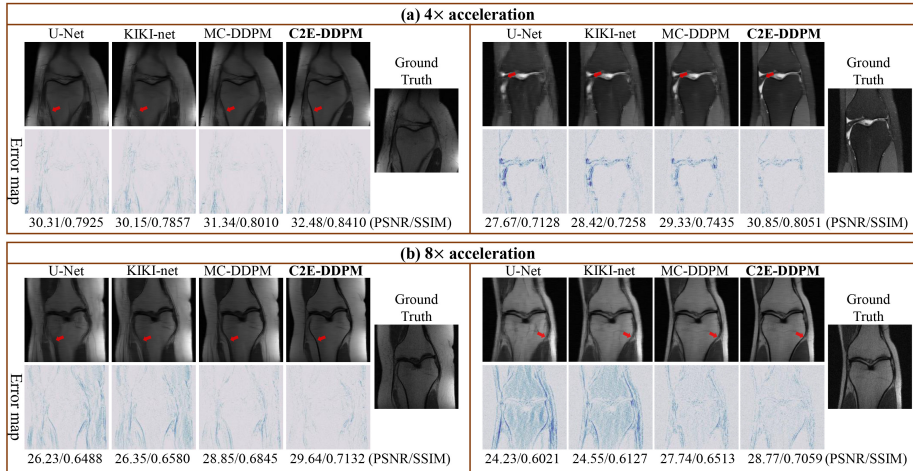 (a) 4× acceleration
U-Net KIKI-net MC-DDPM C2E-DDPM
Ground
Truth
Error map
30.31/0.7925 30.15/0.7857 31.34/0.8010 32.48/0.8410 (PSNR/SSIM)
U-Net KIKI-net MC-DDPM C2E-DDPM
Ground
Truth
27.67/0.7128 28.42/0.7258 29.33/0.7435 30.85/0.8051 (PSNR/SSIM)
(b) 8× acceleration
U-Net KIKI-net MC-DDPM C2E-DDPM
Ground
Truth
Error map
26.23/0.6488 26.35/0.6580 28.85/0.6845 29.64/0.7132 (PSNR/SSIM)
U-Net KIKI-net MC-DDPM C2E-DDPM
Ground
Truth
24.23/0.6021 24.55/0.6127 27.74/0.6513 28.77/0.7059 (PSNR/SSIM)